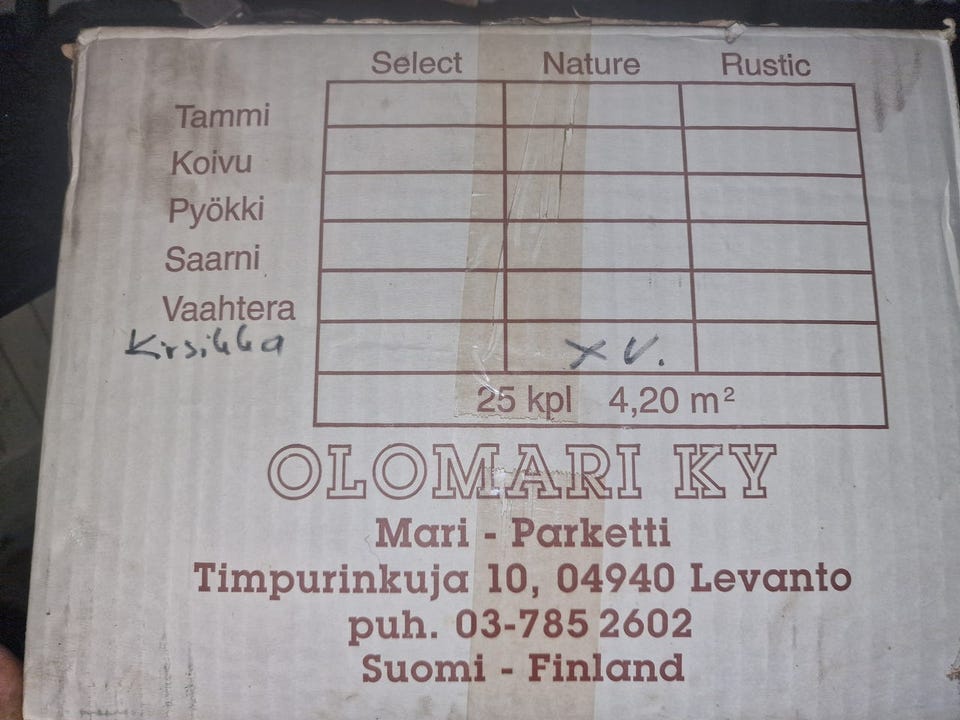 Select Nature Rustic
Tammi
Koivu
Pyökki
Saarni
Vaahtera
Kirsikka x V.
25 kpl 4,20 m²
OLOMARI KY
Mari - Parketti
Timpurinkuja 10, 04940 Levanto
puh. 03-785 2602
Suomi - Finland